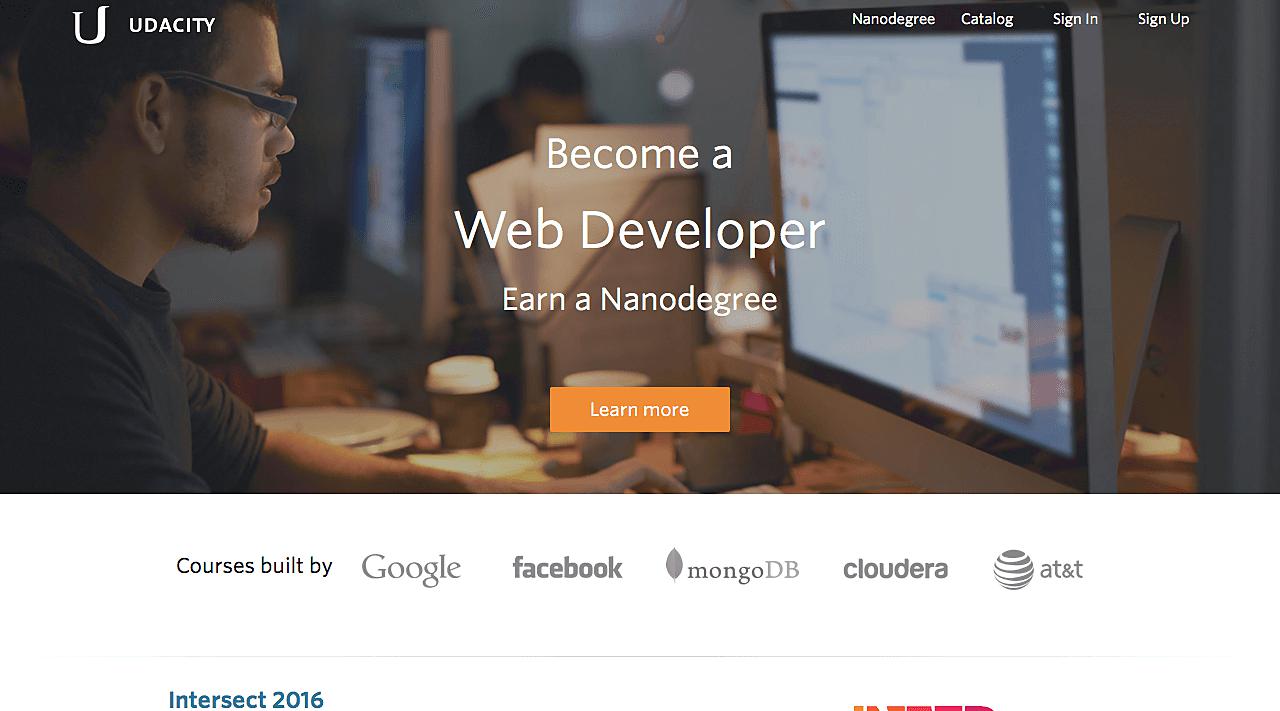 UDACITY
Nanodegree Catalog Sign In Sign Up
Become a
Web Developer
Earn a Nanodegree
Learn more
Courses built by Google facebook mongoDB cloudera at&t
Intersect 2016